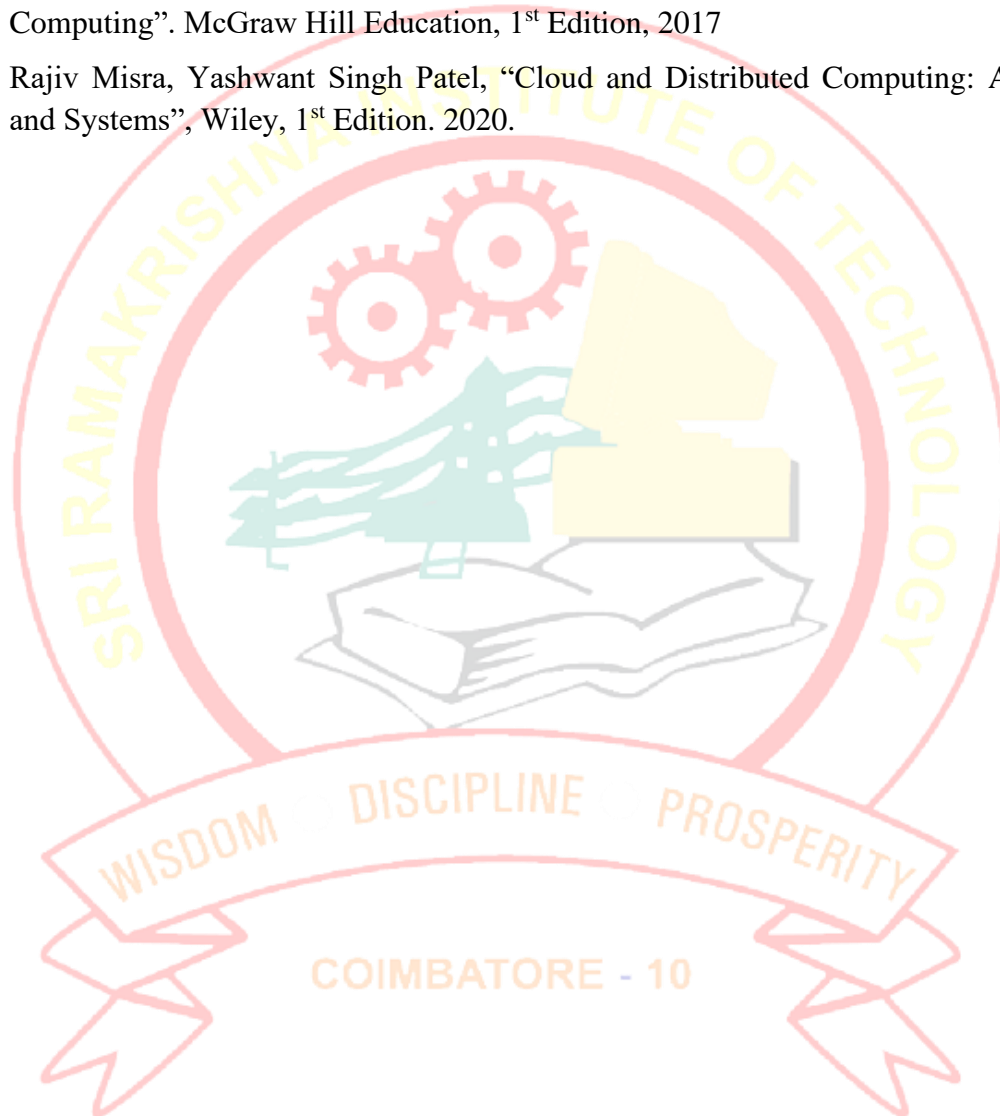 Computing”. McGraw Hill Education, 1st Edition, 2017
Rajiv Misra, Yashwant Singh Patel, “Cloud and Distributed Computing:
and Systems”, Wiley, 1st Edition. 2020.
SRI RAMAKRISHNA INSTITUTE OF TECHNOLOGY
WISDOM DISCIPLINE PROSPERITY
COIMBATORE - 10